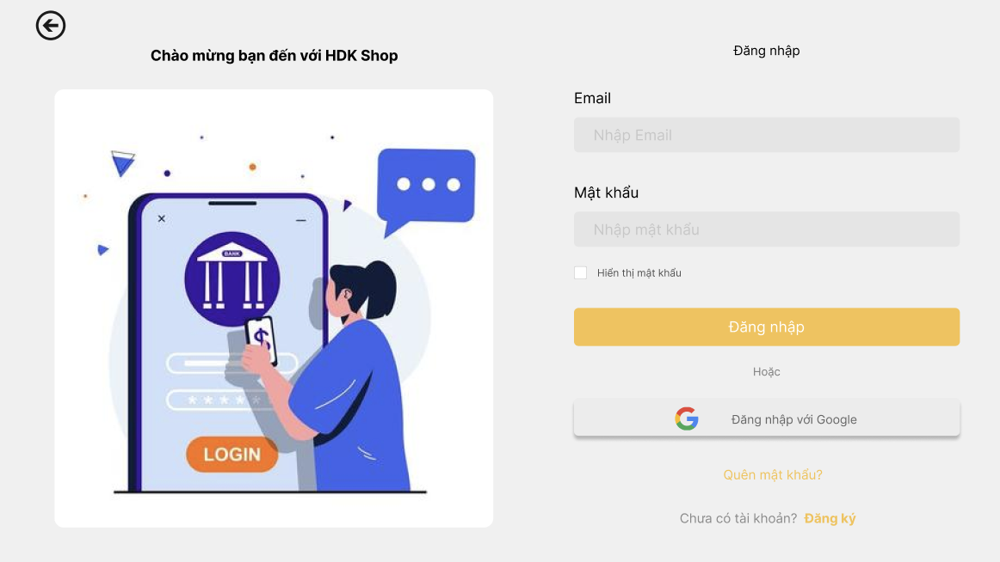 Chào mừng bạn đến với HDK Shop
BANK
$
*****
LOGIN
Đăng nhập
Email
Nhập Email
Mật khẩu
Nhập mật khẩu
Hiển thị mật khẩu
Đăng nhập
Hoặc
Đăng nhập với Google
Quên mật khẩu?
Chưa có tài khoản? Đăng ký